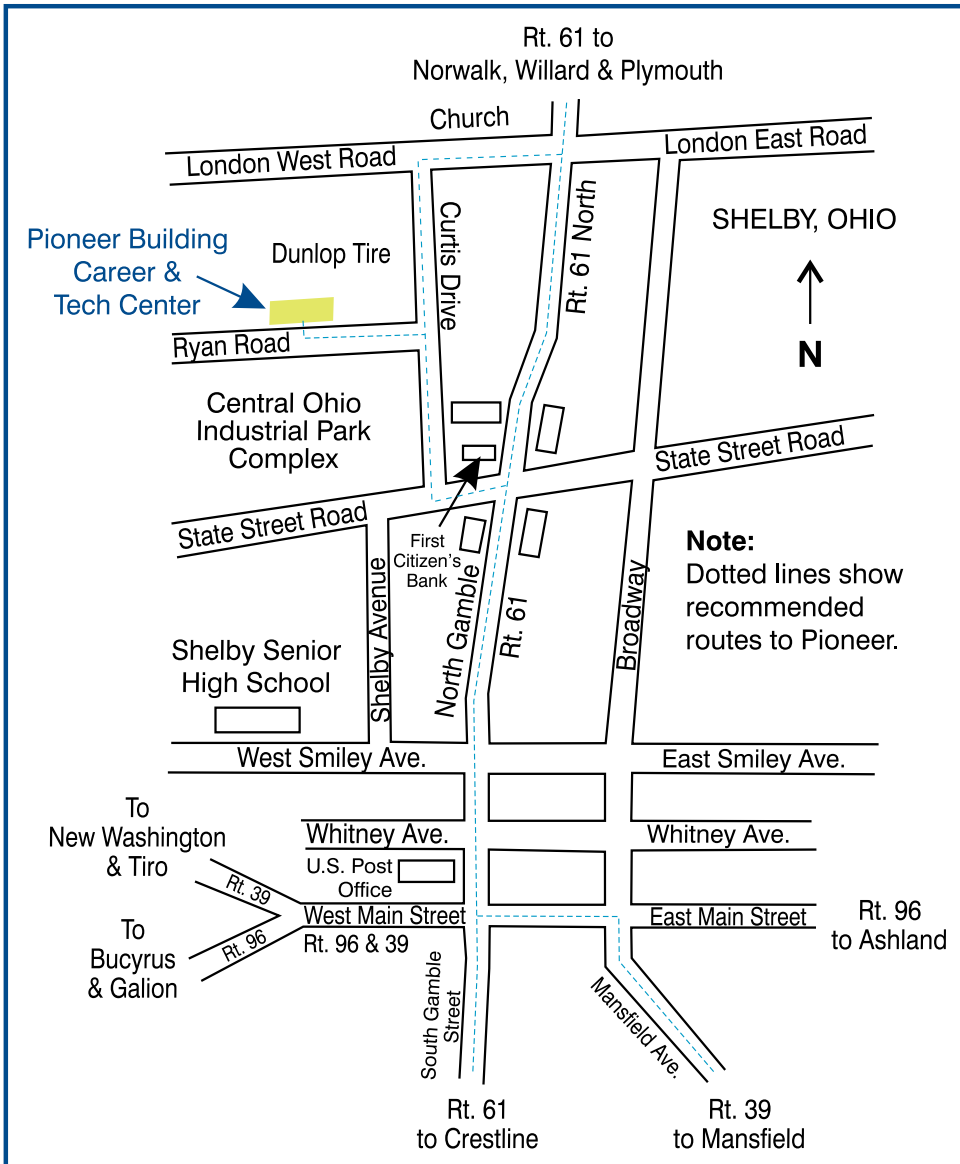 Rt. 61 to
Norwalk, Willard & Plymouth
Church
London West Road
London East Road
SHELBY, OHIO
N
Pioneer Building
Career &
Tech Center
Dunlop Tire
Curtis Drive
Rt. 61 North
Ryan Road
Central Ohio
Industrial Park
Complex
State Street Road
State Street Road
First
Citizen's
Bank
Note:
Dotted lines show
recommended
routes to Pioneer.
Shelby Avenue
North Gamble
Rt. 61
Broadway
Shelby Senior
High School
West Smiley Ave.
East Smiley Ave.
To
New Washington
& Tiro
Whitney Ave.
Whitney Ave.
U.S. Post
Office
Rt. 39
West Main Street
East Main Street
Rt. 96
to Ashland
Rt. 96
Rt. 96 & 39
To
Bucyrus
& Galion
South Gamble
Street
Mansfield Ave.
Rt. 61
to Crestline
Rt. 39
to Mansfield